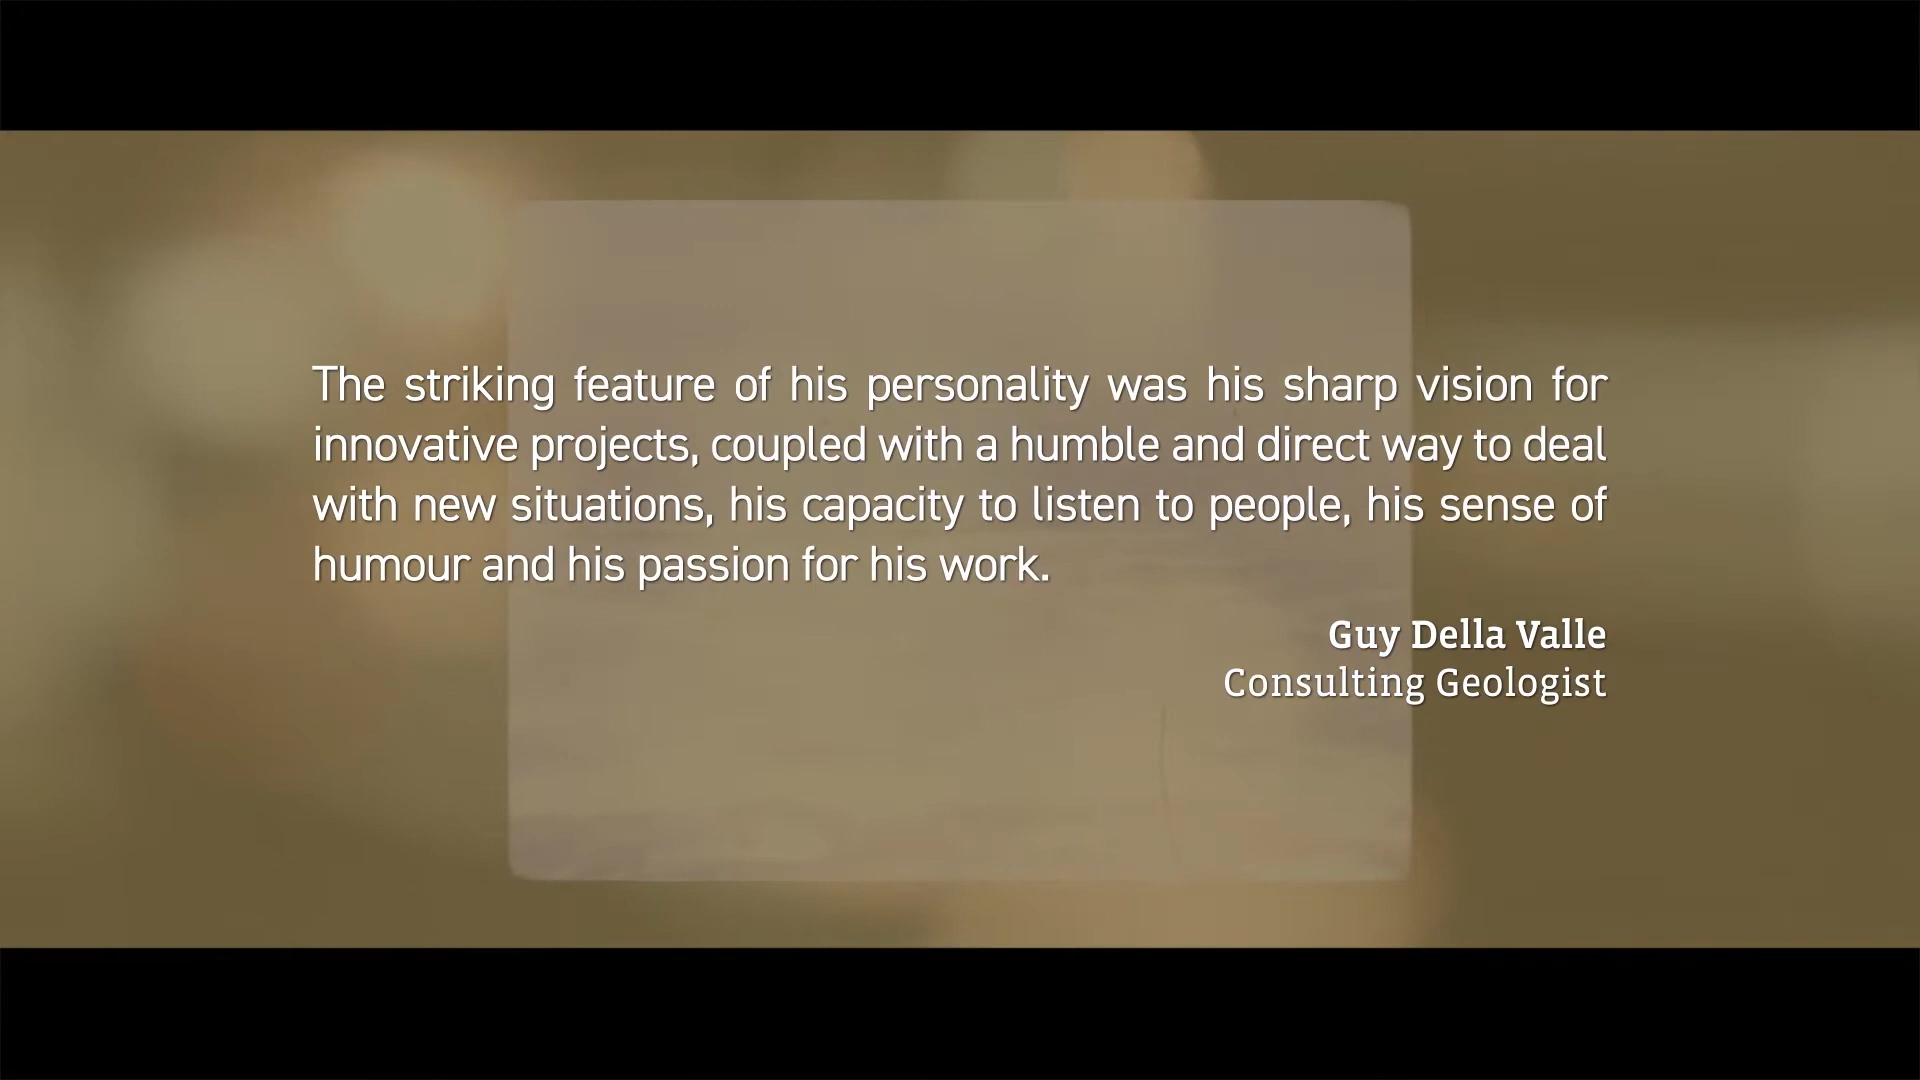 The striking feature of his personality was his sharp vision for
innovative projects, coupled with a humble and direct way to deal
with new situations, his capacity to listen to people, his sense of
humour and his passion for his work.
Guy Della Valle
Consulting Geologist